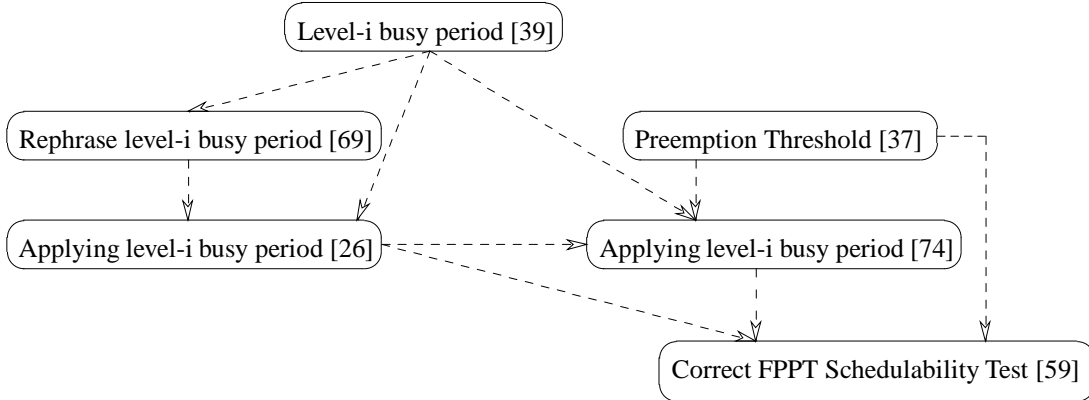 Level-i busy period [39]
Rephrase level-i busy period [69]
Preemption Threshold [37]
Applying level-i busy period [26]
Applying level-i busy period [74]
Correct FPPT Schedulability Test [59]